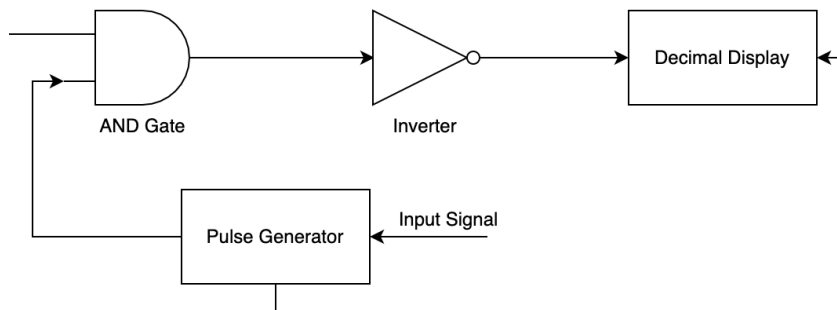 Decimal Display
AND Gate
Inverter
Input Signal
Pulse Generator